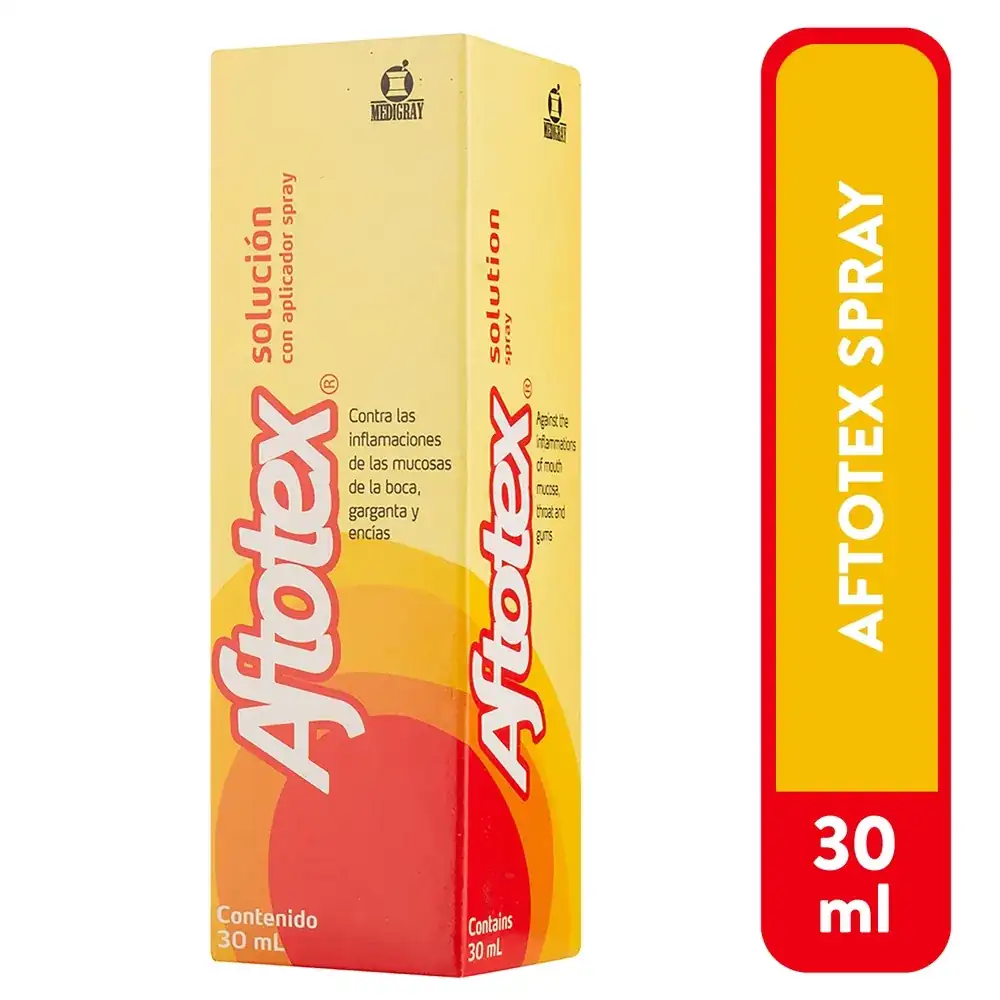 MEDIGRAY
solución
con aplicador spray
Aftotex®
Contra las
inflamaciones
de las mucosas
de la boca,
garganta y
encías
Contenido
30 mL
MEDIGRAY
solution
spray
Aftotex®
Against the
inflammations
of mouth
mucosa,
throat and
gums
Contains
30 mL
AFTOTEX SPRAY
30
ml